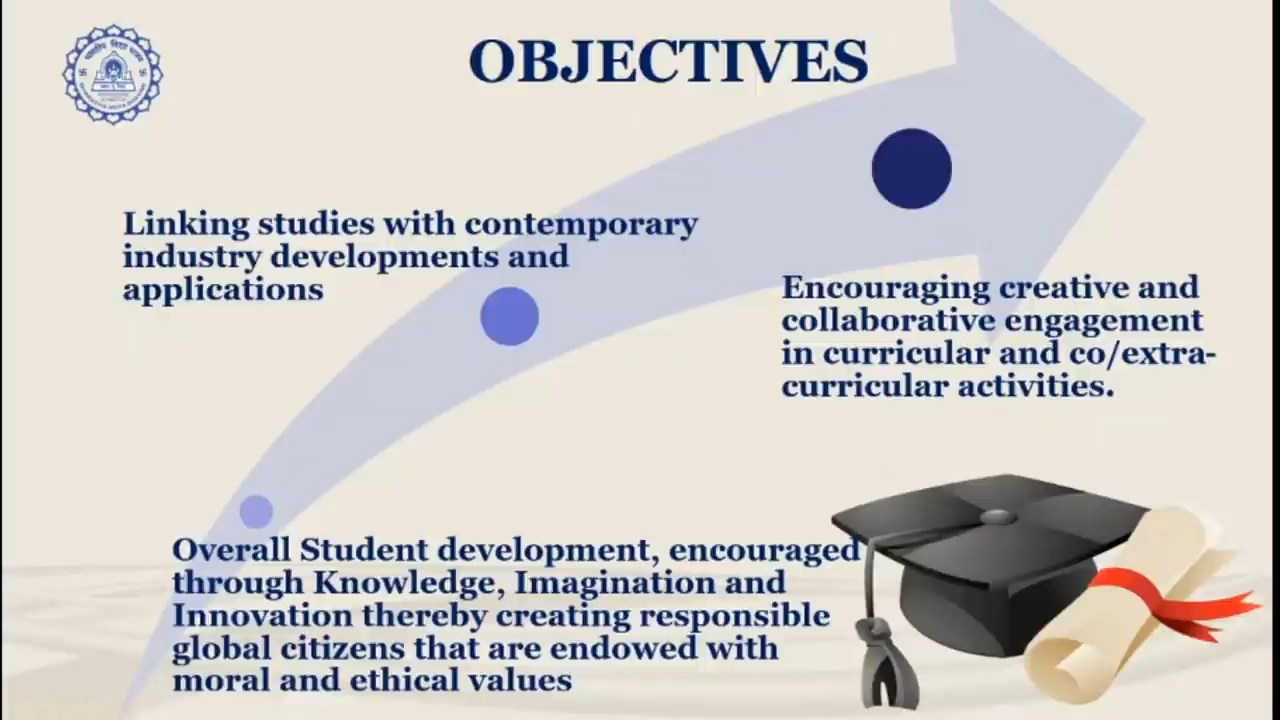 भारतीय विद्या भवन
OBJECTIVES
Linking studies with contemporary
industry developments and
applications
Encouraging creative and
collaborative engagement
in curricular and co/extra-
curricular activities.
Overall Student development, encouraged
through Knowledge, Imagination and
Innovation thereby creating responsible
global citizens that are endowed with
moral and ethical values